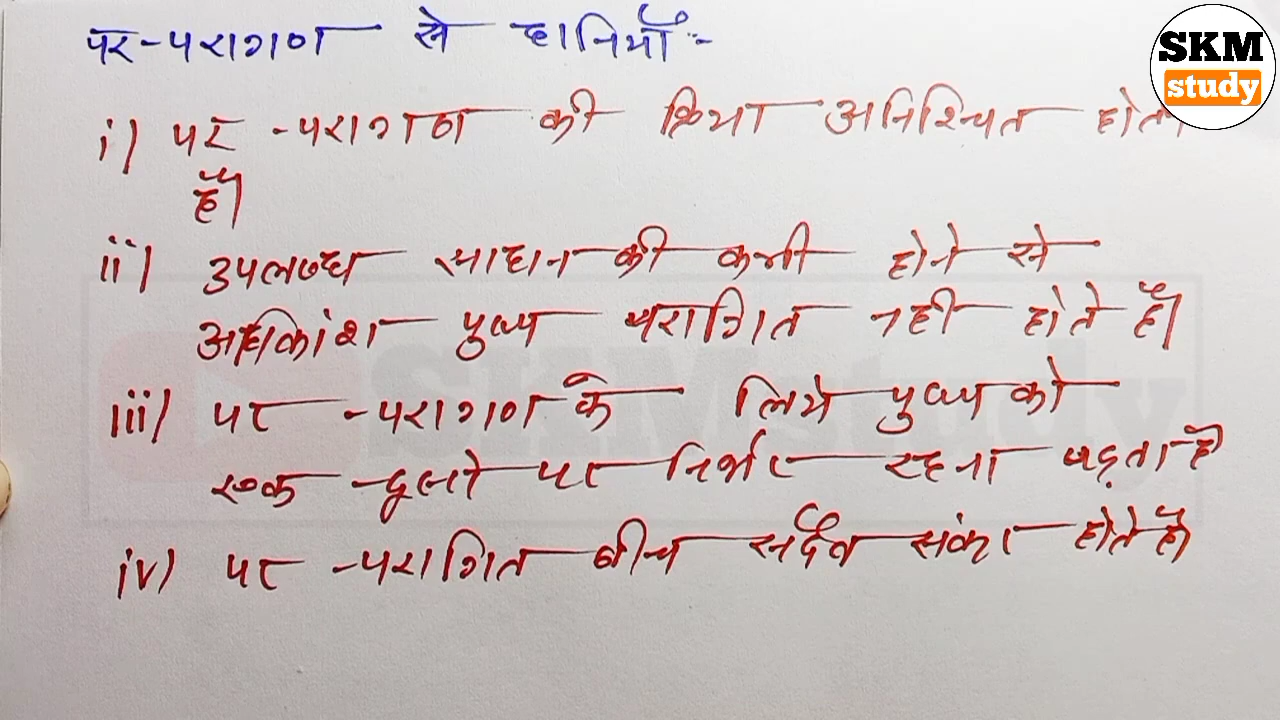 पर-परागण से हानियाँ :-
SKM
study
i) पर -परागण की क्रिया अनिश्चित होती
है।
ii) उपलब्ध साधन की कमी होने से
अधिकांश पुष्प परागित नही होते हैं।
iii) पर -परागण के लिये पुष्प को
एक -दूसरे पर निर्भर रहना पड़ता है
iv) पर -परागित बीज सदैव संकर होते है।
SKMstudy